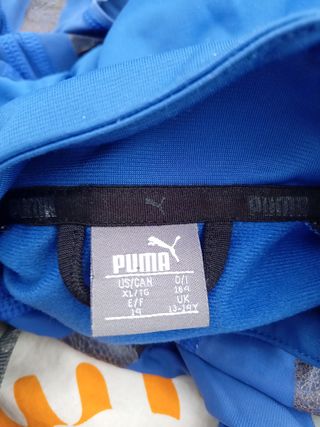 PUMA PUMA
PUMA
US/CAN D/I
XL/TG 164
E/F UK
14 13-14Y